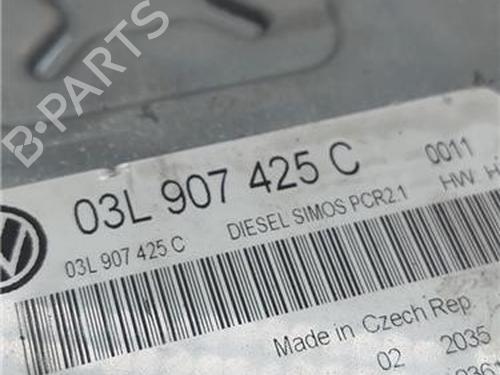 B-PARTS
03L 907 425 C 0011
03L 907 425 C DIESEL SIMOS PCR2.1 HW H
Made in Czech Rep.
02 2035